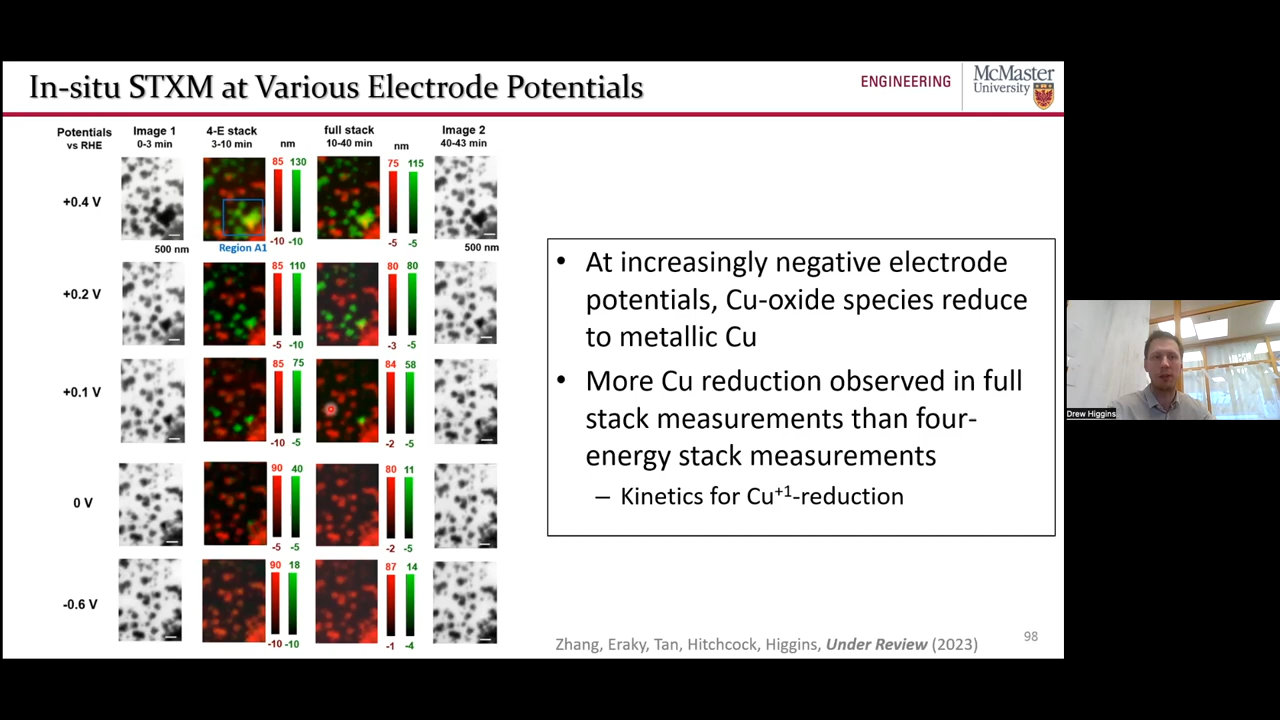 In-situ STXM at Various Electrode Potentials
ENGINEERING
McMaster
University
Potentials
vs RHE
Image 1
0-3 min
4-E stack
3-10 min
nm
full stack
10-40 min
nm
Image 2
40-43 min
+0.4 V
85 130
-10 -10
75 115
-5 -5
Region A1
500 nm
500 nm
+0.2 V
85 110
-5 -10
80 80
-3 -5
+0.1 V
85 75
-10 -5
84 58
-2 -5
0 V
90 40
-5 -5
80 11
-2 -5
-0.6 V
90 18
-10 -10
87 14
-1 -4
• At increasingly negative electrode
potentials, Cu-oxide species reduce
to metallic Cu
• More Cu reduction observed in full
stack measurements than four-
energy stack measurements
– Kinetics for Cu+1-reduction
Zhang, Eraky, Tan, Hitchcock, Higgins, Under Review (2023)
98
Drew Higgins